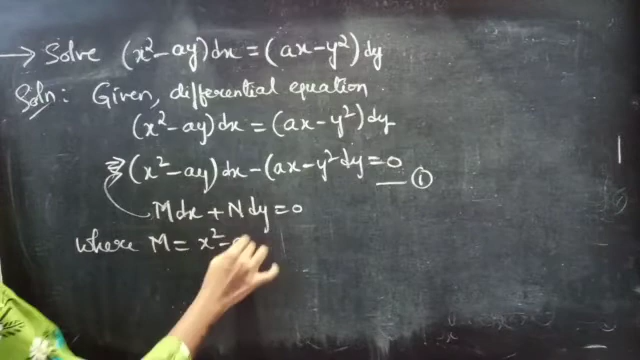 → Solve (x² - ay)dx = (ax - y²)dy
Soln: Given, differential equation.
(x² - ay)dx = (ax - y²)dy
(x² - ay)dx - (ax - y² dy = 0 — ①
Mdx + Ndy = 0
where M = x² -